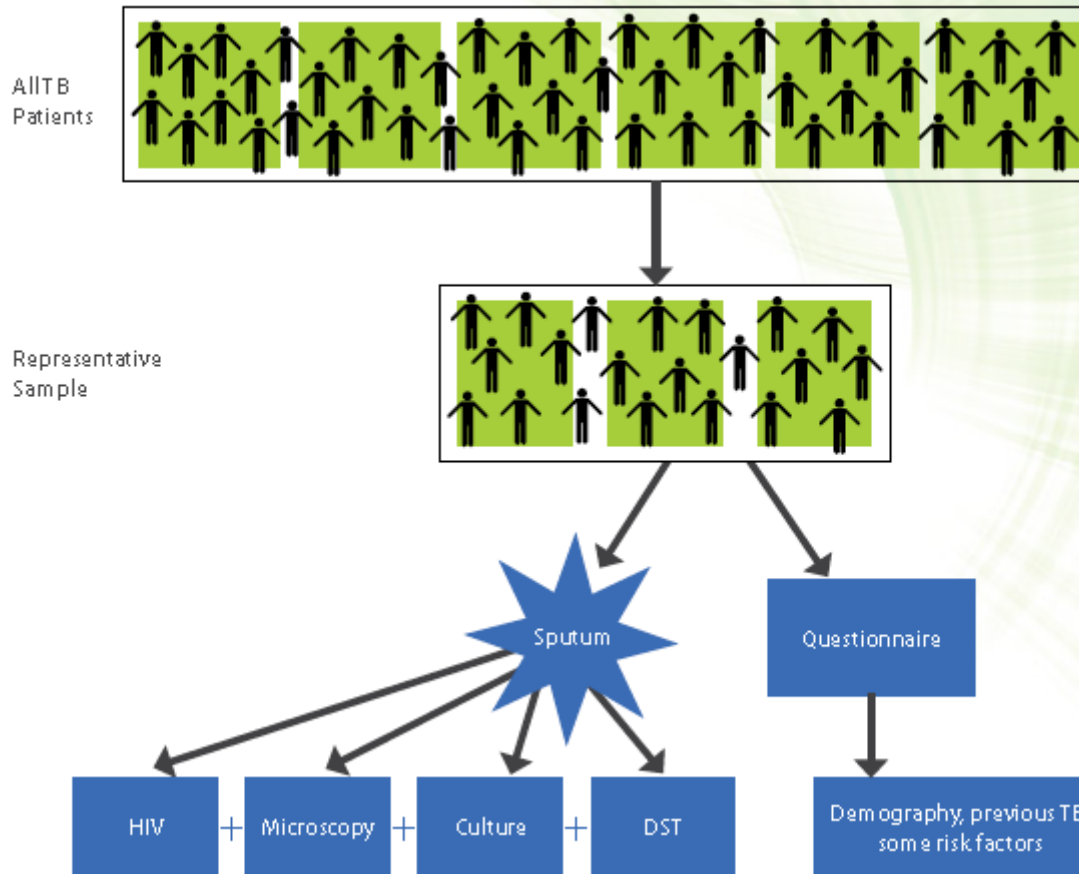 AllTB
Patients
Representative
Sample
Sputum
Questionnaire
HIV + Microscopy + Culture + DST
Demography, previous TB
some risk factors